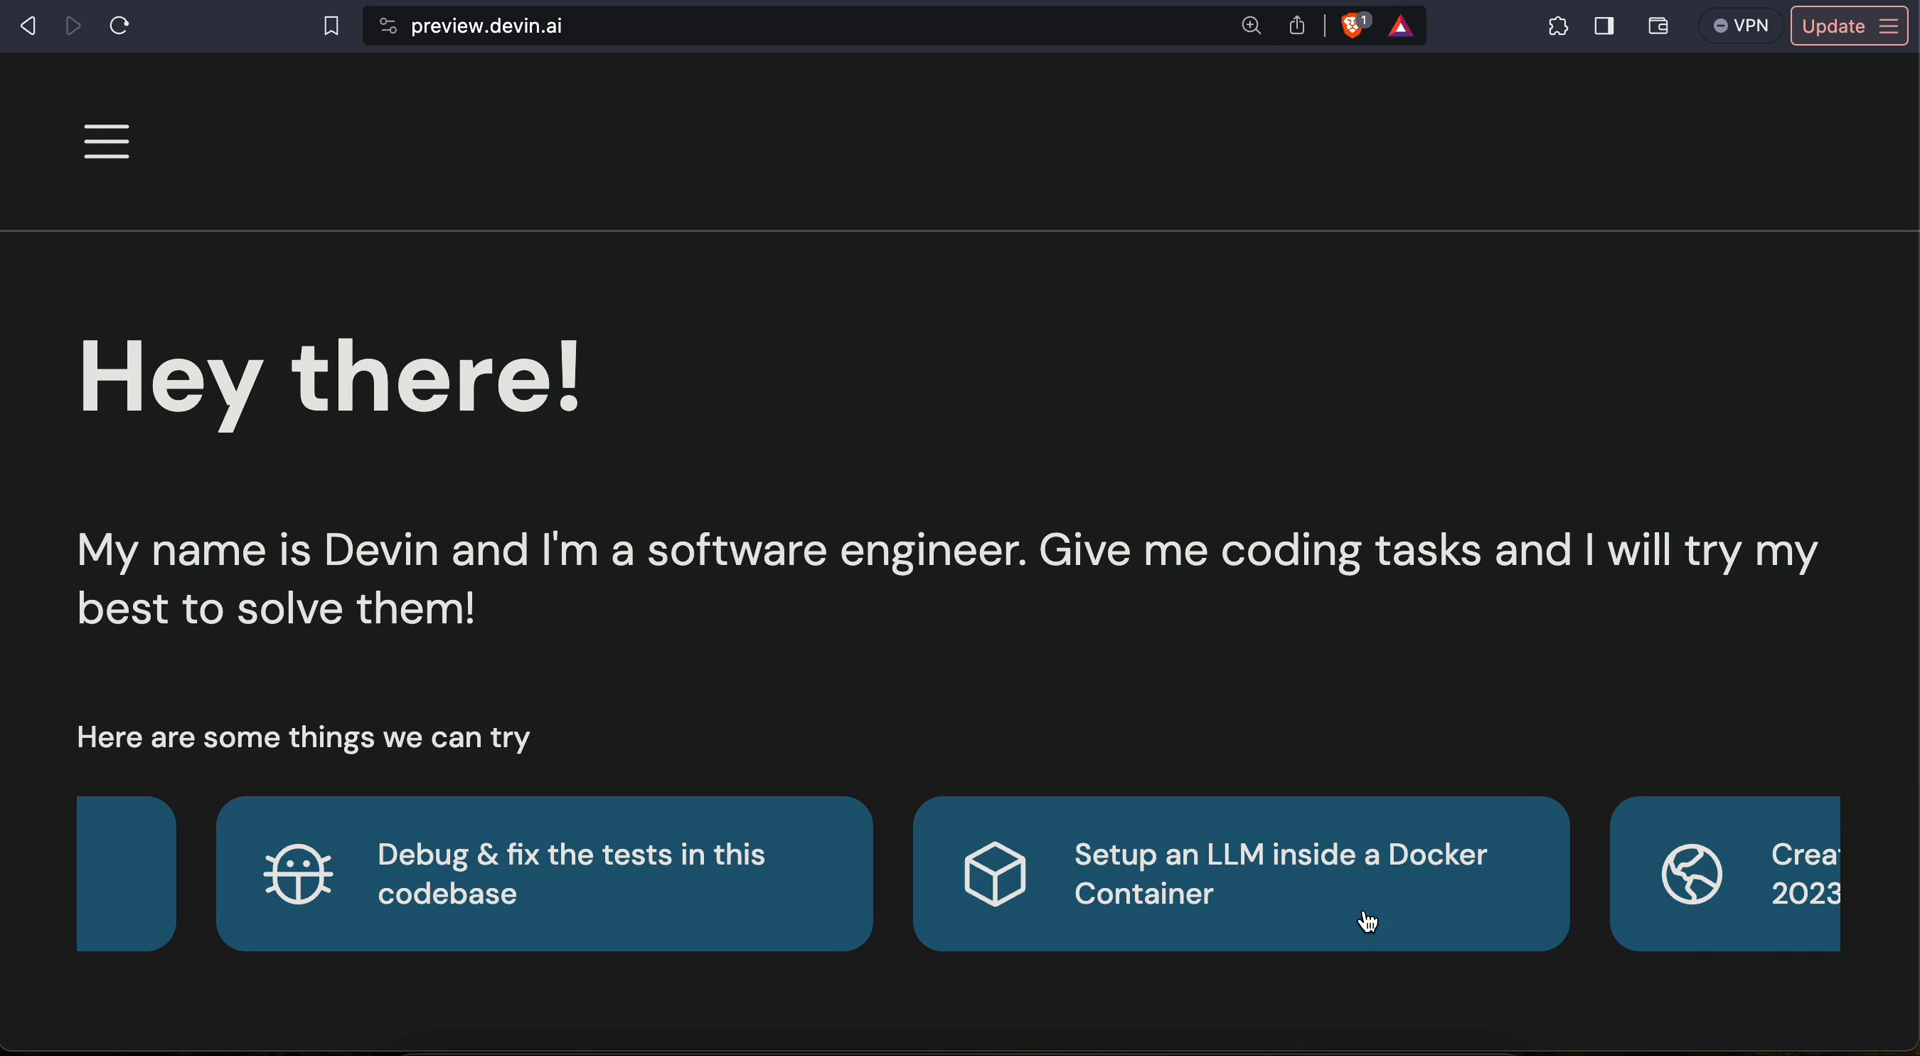 preview.devin.ai
1
VPN
Update
Hey there!
My name is Devin and I'm a software engineer. Give me coding tasks and I will try my
best to solve them!
Here are some things we can try
Debug & fix the tests in this
codebase
Setup an LLM inside a Docker
Container
2023